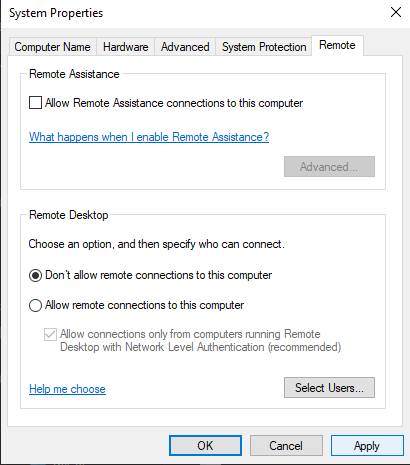 System Properties
Computer Name Hardware Advanced System Protection Remote
Remote Assistance
Allow Remote Assistance connections to this computer
What happens when I enable Remote Assistance?
Advanced...
Remote Desktop
Choose an option, and then specify who can connect.
Don't allow remote connections to this computer
Allow remote connections to this computer
Allow connections only from computers running Remote
Desktop with Network Level Authentication (recommended)
Help me choose Select Users...
OK Cancel Apply